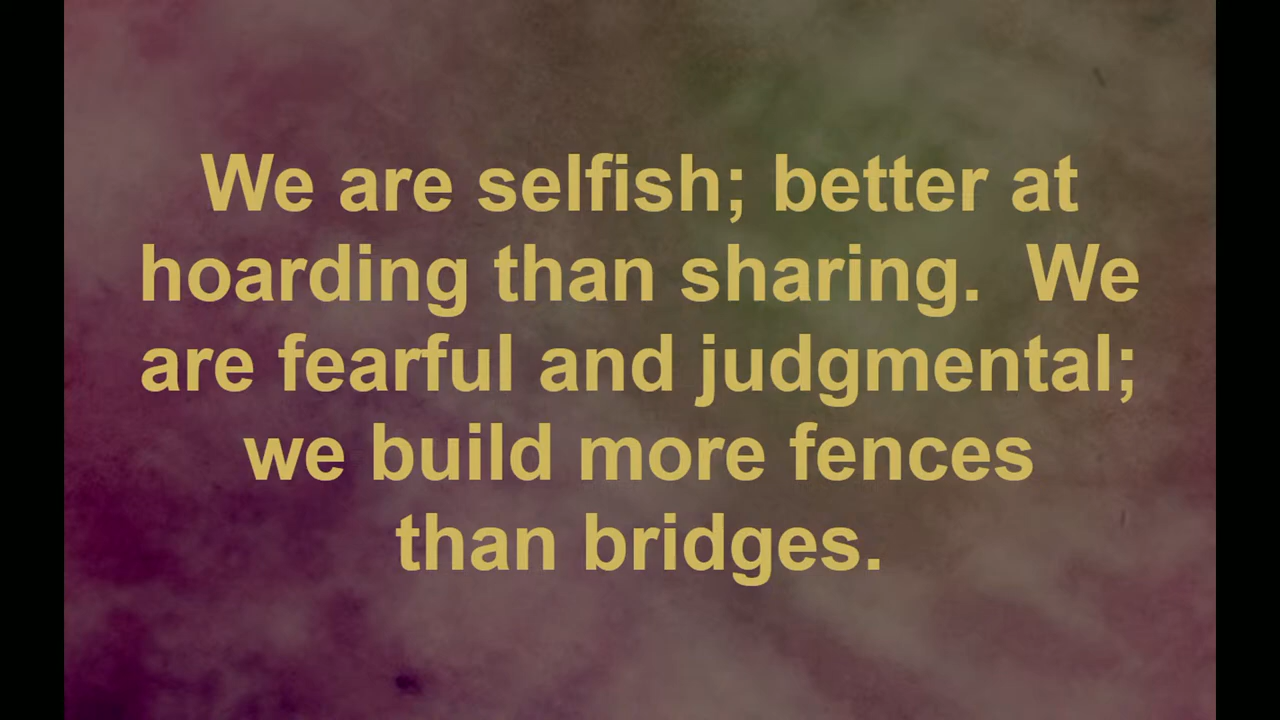 We are selfish; better at
hoarding than sharing.  We
are fearful and judgmental;
we build more fences
than bridges.